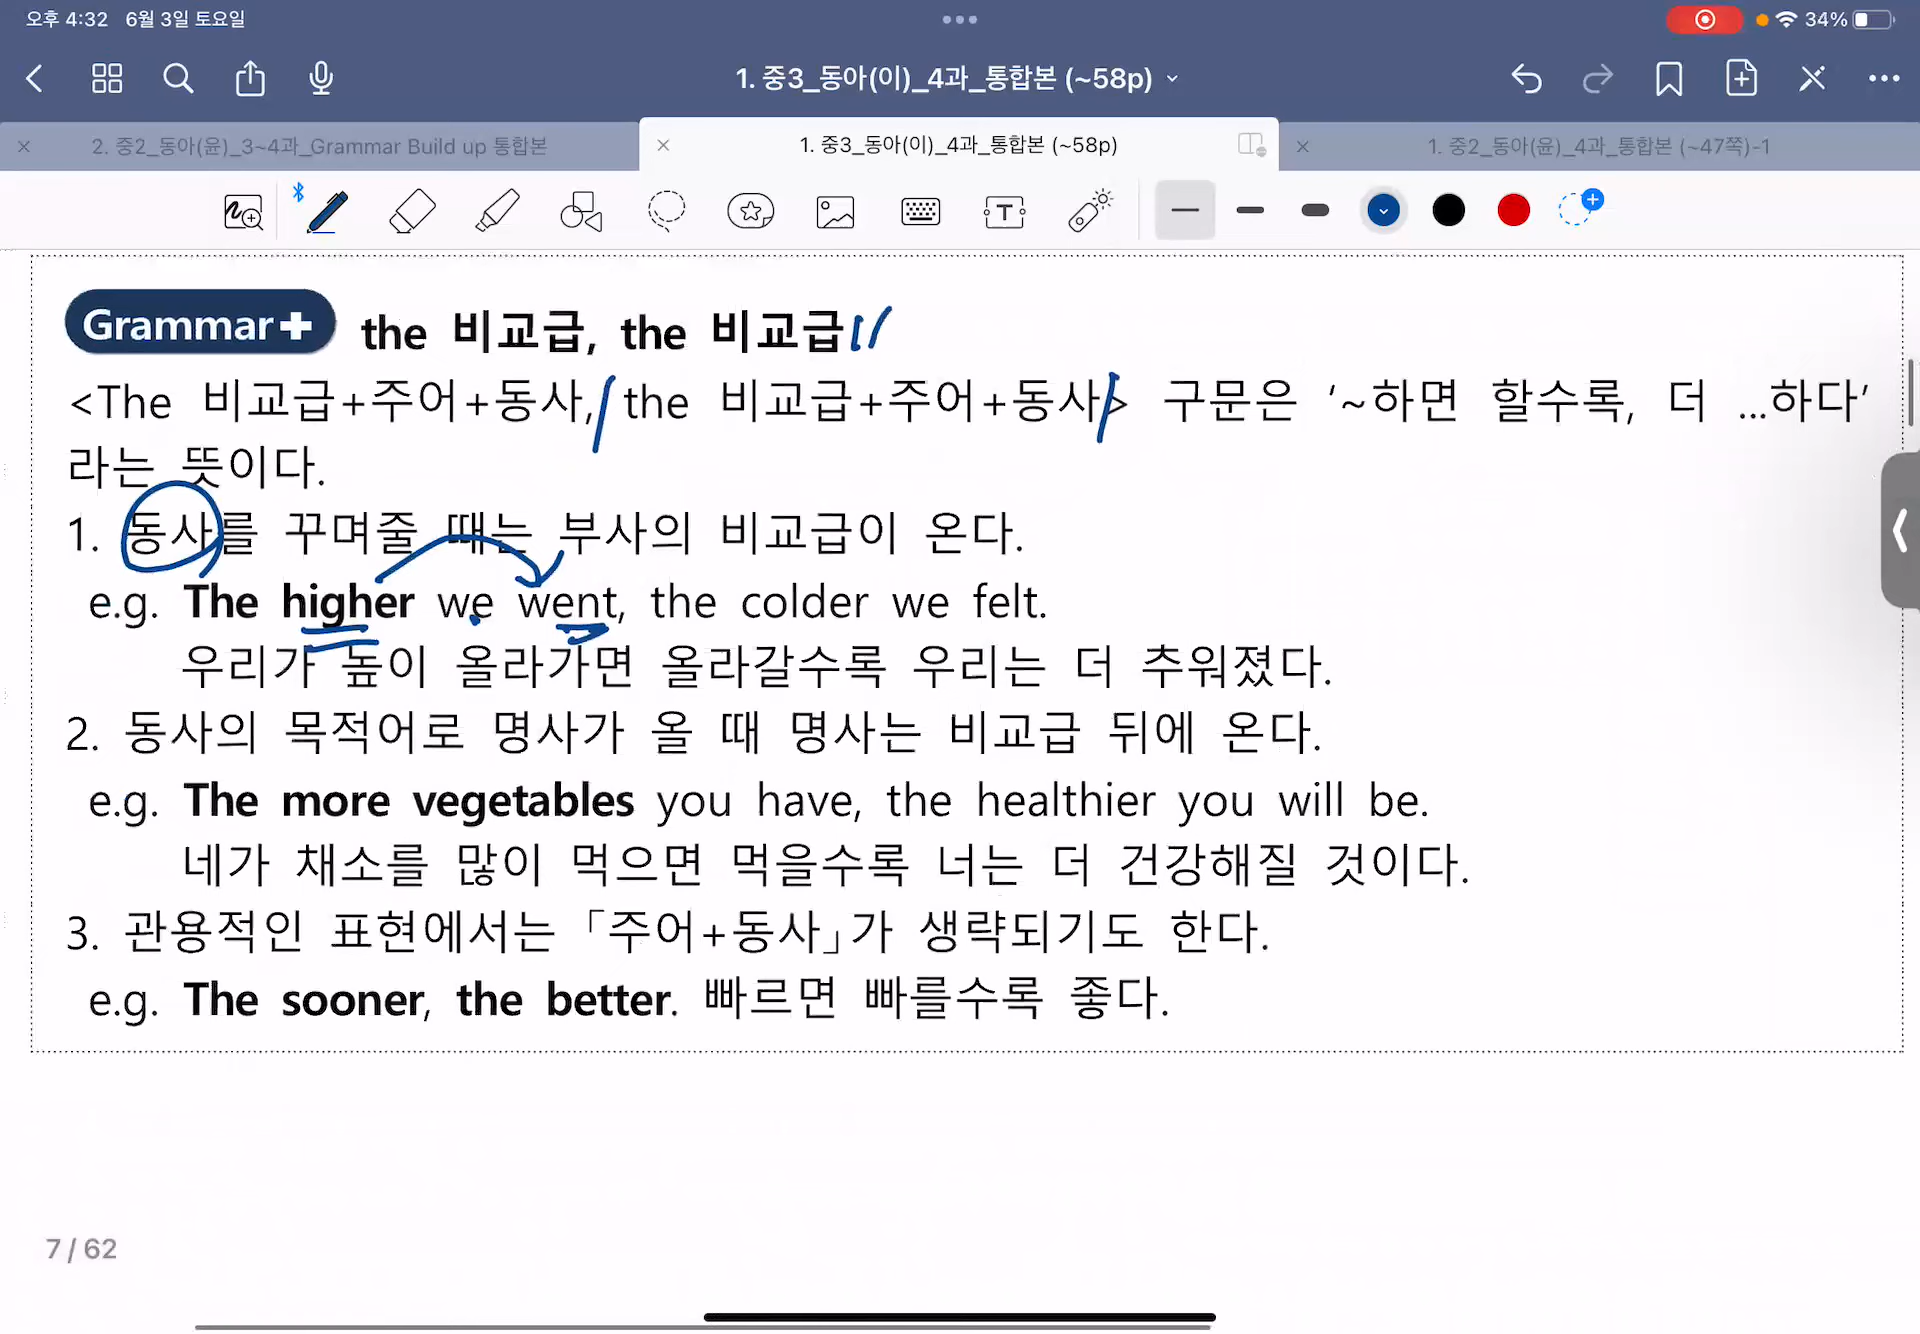 오후 4:32 6월 3일 토요일
34%
1. 중3_동아(이)_4과_통합본 (~58p)
2. 중2_동아(윤)_3~4과_Grammar Build up 통합본
1. 중3_동아(이)_4과_통합본 (~58p)
1. 중2_동아(윤)_4과_통합본 (~47쪽)-1
T
Grammar+ the 비교급, the 비교급
<The 비교급+주어+동사, the 비교급+주어+동사> 구문은 ‘~하면 할수록, 더 ...하다’
라는 뜻이다.
1. 동사를 꾸며줄 때는 부사의 비교급이 온다.
e.g. The higher we went, the colder we felt.
우리가 높이 올라가면 올라갈수록 우리는 더 추워졌다.
2. 동사의 목적어로 명사가 올 때 명사는 비교급 뒤에 온다.
e.g. The more vegetables you have, the healthier you will be.
네가 채소를 많이 먹으면 먹을수록 너는 더 건강해질 것이다.
3. 관용적인 표현에서는 「주어+동사」가 생략되기도 한다.
e.g. The sooner, the better. 빠르면 빠를수록 좋다.
7 / 62